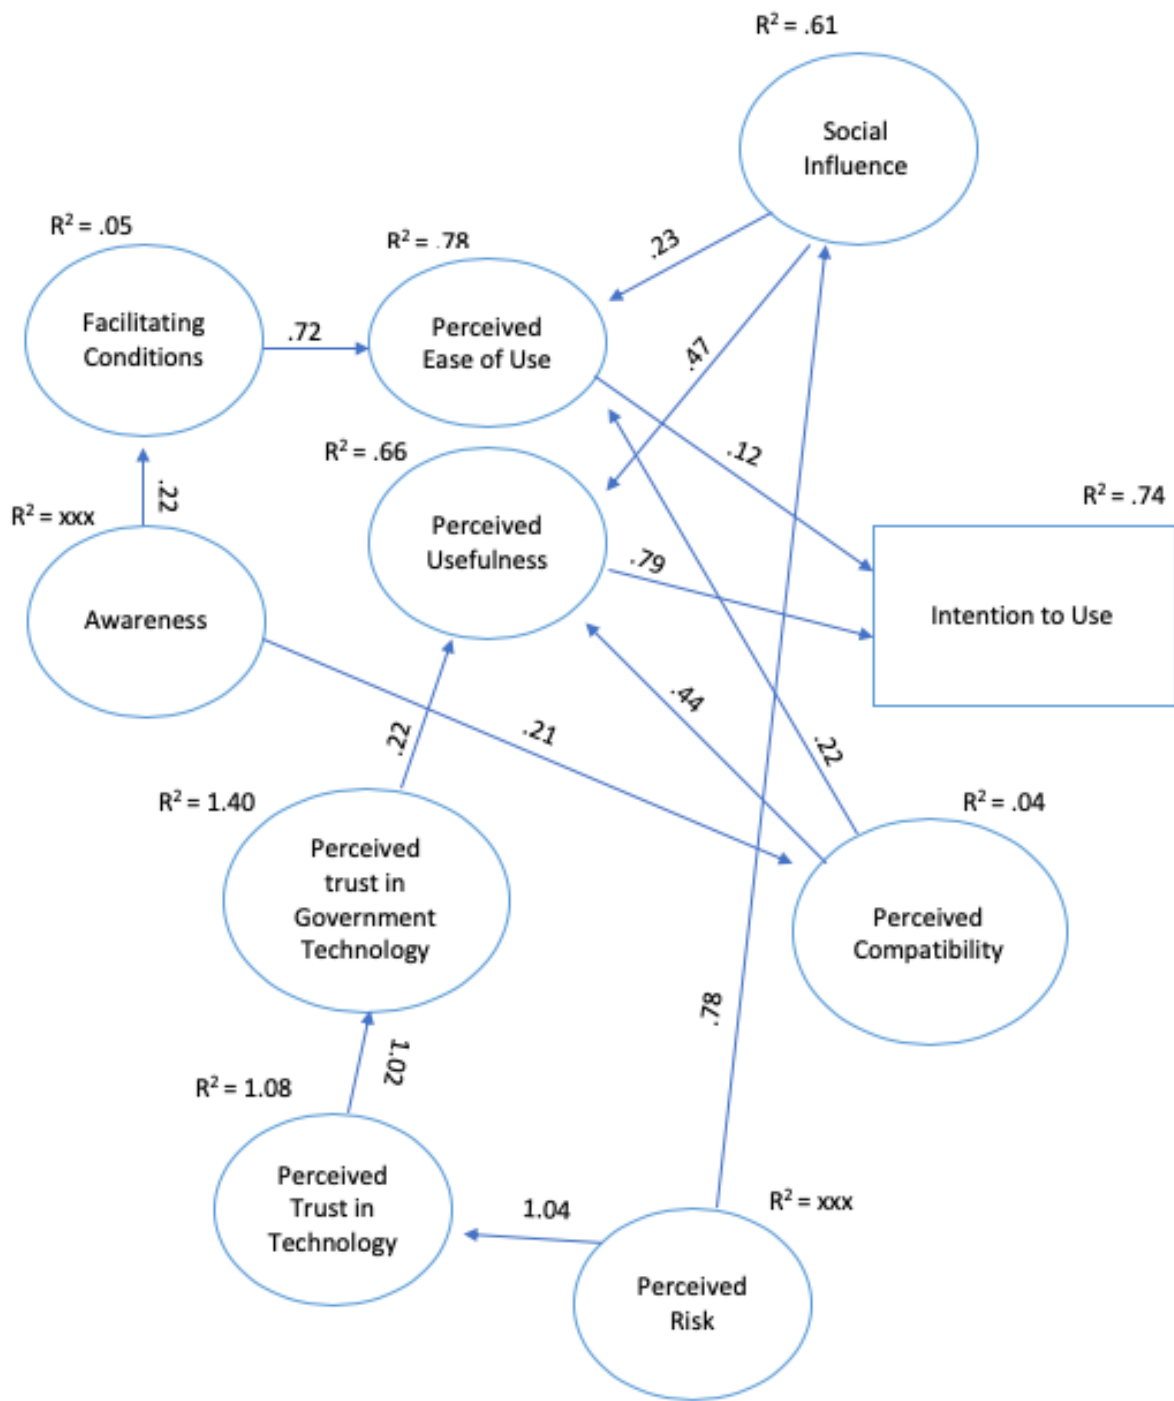 R² = .61
Social
Influence
R² = .05
R² = .78
.23
Facilitating
Conditions
.72
Perceived
Ease of Use
.47
R² = .66
.12
.22
R² = xxx
R² = .74
Perceived
Usefulness
.79
Awareness
Intention to Use
.44
.21
.22
.22
R² = 1.40
R² = .04
Perceived
trust in
Government
Technology
Perceived
Compatibility
.78
1.02
R² = 1.08
Perceived
Trust in
Technology
1.04
R² = xxx
Perceived
Risk